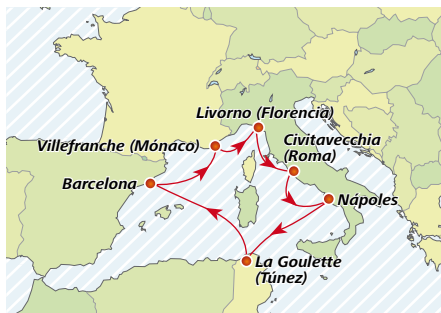 Livorno (Florencia)
Villefranche (Mónaco)
Civitavecchia
(Roma)
Barcelona
Nápoles
La Goulette
(Túnez)